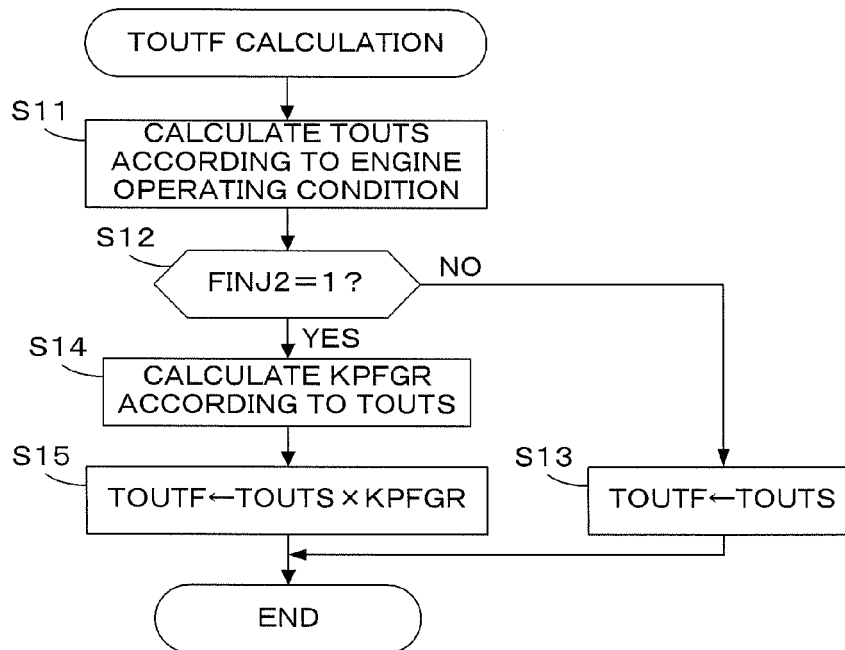 TOUTF CALCULATION
S11
CALCULATE TOUTS
ACCORDING TO ENGINE
OPERATING CONDITION
S12
FINJ2=1?
NO
YES
S14
CALCULATE KPFGR
ACCORDING TO TOUTS
S15
TOUTF←TOUTS×KPFGR
S13
TOUTF←TOUTS
END